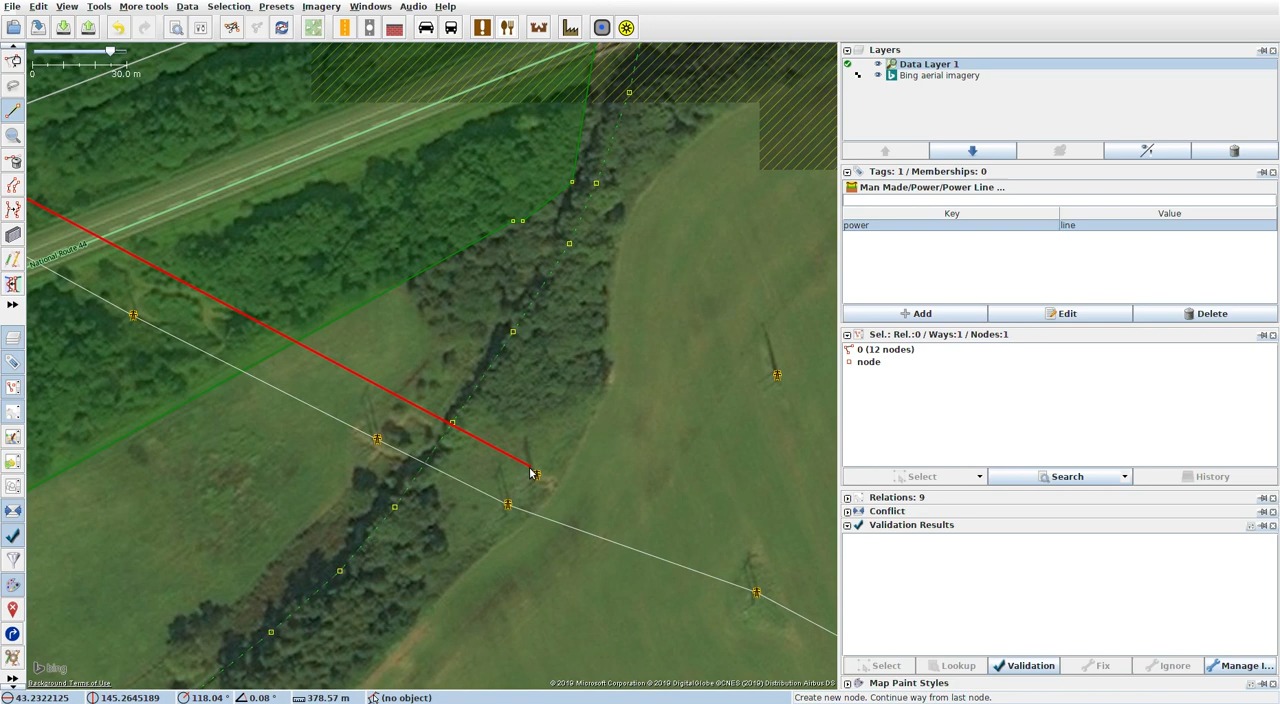 File Edit View Tools More tools Data Selection Presets Imagery Windows Audio Help
0 30.0 m
National Route 44
bing
Background Terms of Use
© 2019 Microsoft Corporation © 2019 DigitalGlobe ©CNES (2019) Distribution Airbus DS
Layers
Data Layer 1
Bing aerial imagery
Tags: 1 / Memberships: 0
Man Made/Power/Power Line ...
Key Value
power line
Add Edit Delete
Sel.: Rel.:0 / Ways:1 / Nodes:1
0 (12 nodes)
node
Select Search History
Relations: 9
Conflict
Validation Results
Select Lookup Validation Fix Ignore Manage l...
Map Paint Styles
43.2322125 145.2645189 118.04 ° 0.08 ° 378.57 m (no object) Create new node. Continue way from last node.